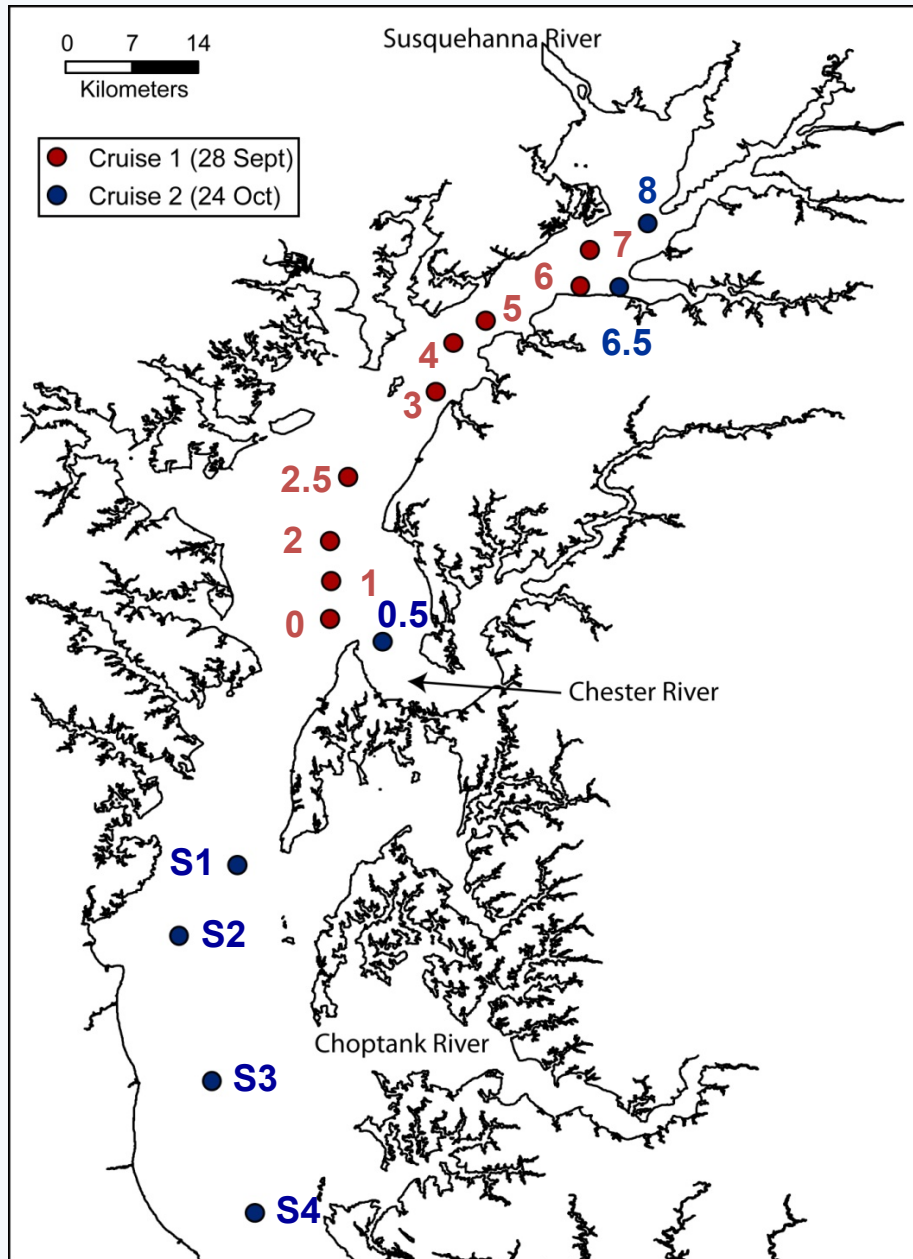 Susquehanna River
0 7 14
Kilometers
Cruise 1 (28 Sept)
Cruise 2 (24 Oct)
8
7
6
5
6.5
4
3
2.5
2
1
0.5
0
Chester River
S1
S2
Choptank River
S3
S4